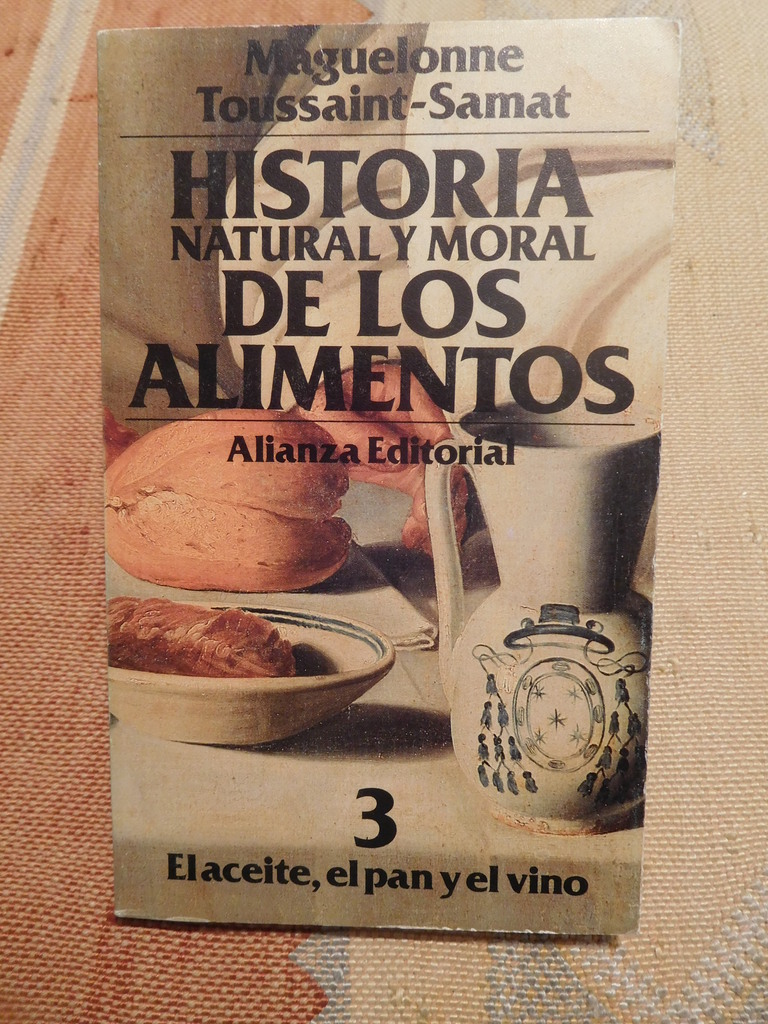 Maguelonne
Toussaint-Samat
HISTORIA
NATURAL Y MORAL
DE LOS
ALIMENTOS
Alianza Editorial
3
El aceite, el pan y el vino